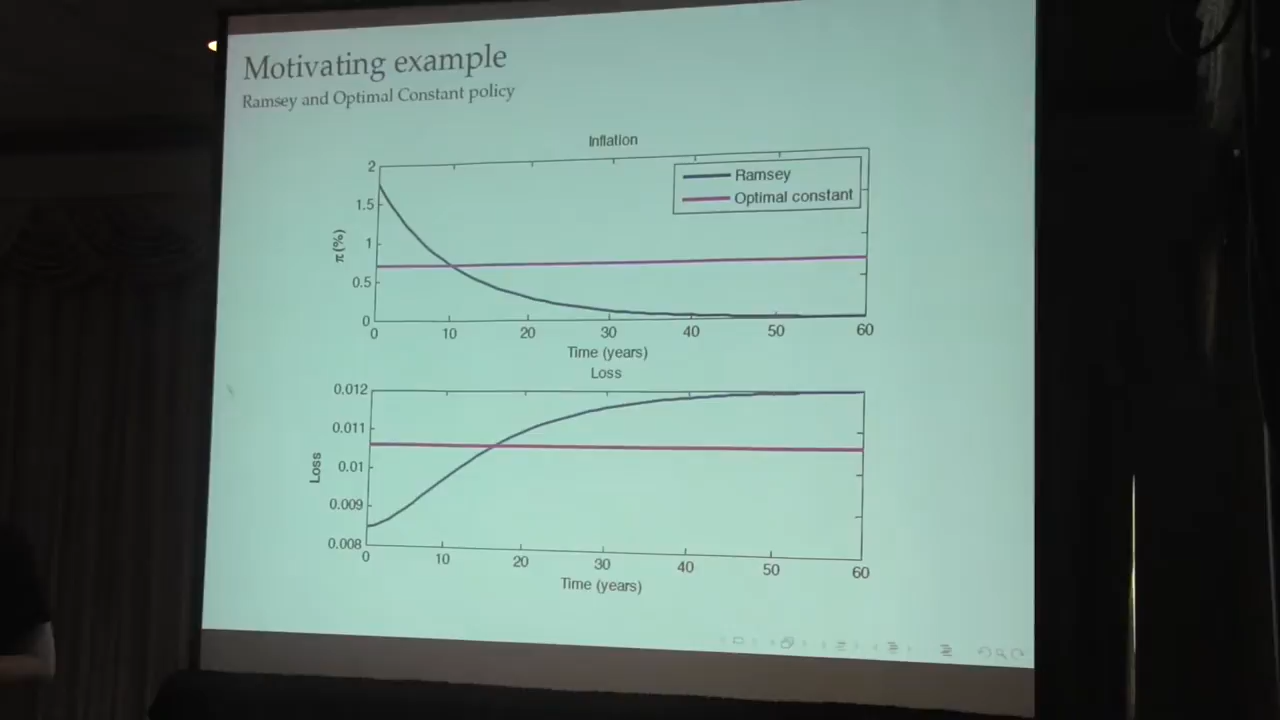 Motivating example
Ramsey and Optimal Constant policy
Inflation
Ramsey
Optimal constant
π(%)
2
1.5
1
0.5
0
0 10 20 30 40 50 60
Time (years)
Loss
Loss
0.012
0.011
0.01
0.009
0.008
0 10 20 30 40 50 60
Time (years)